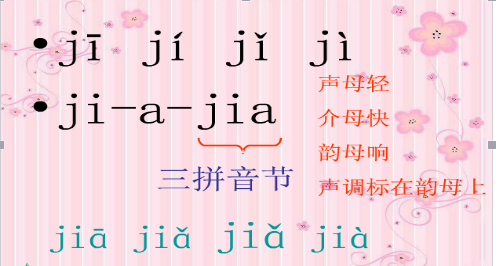 • jī jí jǐ jì
• ji-a-jia
声母轻
介母快
韵母响
声调标在韵母上
三拼音节
jiā jiǎ jiǎ jià